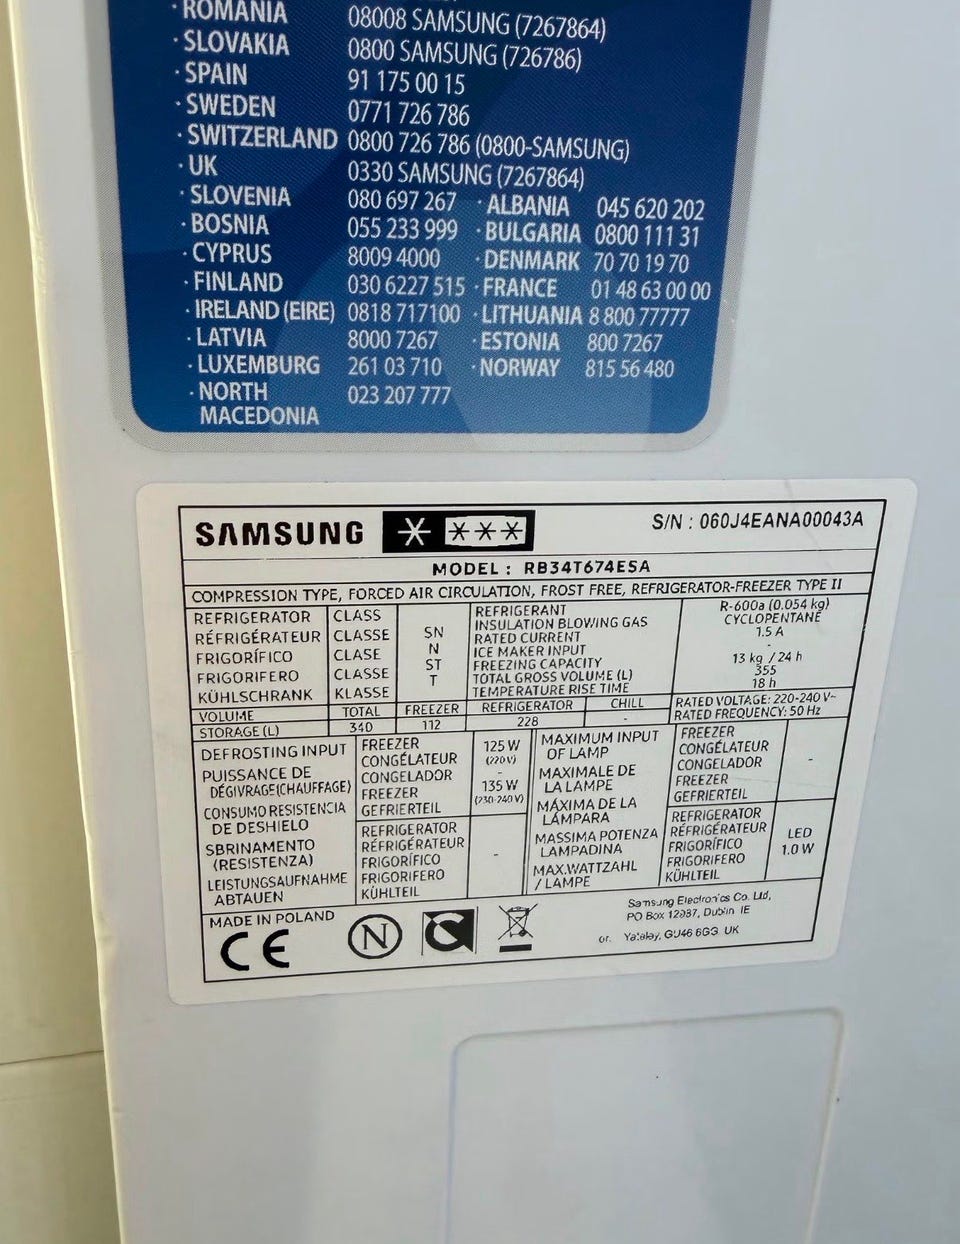 · ROMANIA 08008 SAMSUNG (7267864)
· SLOVAKIA 0800 SAMSUNG (726786)
· SPAIN 91 175 00 15
· SWEDEN 0771 726 786
· SWITZERLAND 0800 726 786 (0800-SAMSUNG)
· UK 0330 SAMSUNG (7267864)
· SLOVENIA 080 697 267 · ALBANIA 045 620 202
· BOSNIA 055 233 999 · BULGARIA 0800 111 31
· CYPRUS 8009 4000 · DENMARK 70 70 19 70
· FINLAND 030 6227 515 · FRANCE 01 48 63 00 00
· IRELAND (EIRE) 0818 717100 · LITHUANIA 8 800 77777
· LATVIA 8000 7267 · ESTONIA 800 7267
· LUXEMBURG 261 03 710 · NORWAY 815 56 480
· NORTH 023 207 777
MACEDONIA
SAMSUNG S/N : 060J4EANA00043A
MODEL : RB34T674ESA
COMPRESSION TYPE, FORCED AIR CIRCULATION, FROST FREE, REFRIGERATOR-FREEZER TYPE II
REFRIGERATOR CLASS
RÉFRIGÉRATEUR CLASSE
FRIGORÍFICO CLASE
FRIGORIFERO CLASSE
KÜHLSCHRANK KLASSE
SN
N
ST
T
REFRIGERANT R-600a (0.054 kg)
INSULATION BLOWING GAS CYCLOPENTANE
RATED CURRENT 1.5 A
ICE MAKER INPUT
FREEZING CAPACITY 13 kg / 24 h
TOTAL GROSS VOLUME (L) 355
TEMPERATURE RISE TIME 18 h
VOLUME TOTAL FREEZER REFRIGERATOR CHILL
STORAGE (L) 340 112 228 -
RATED VOLTAGE: 220-240 V~
RATED FREQUENCY: 50 Hz
DEFROSTING INPUT
PUISSANCE DE
DÉGIVRAGE(CHAUFFAGE)
CONSUMO RESISTENCIA
DE DESHIELO
SBRINAMENTO
(RESISTENZA)
LEISTUNGSAUFNAHME
ABTAUEN
FREEZER
CONGÉLATEUR
CONGELADOR
FREEZER
GEFRIERTEIL
125 W
(220 V)
-
135 W
(230-240 V)
REFRIGERATOR
RÉFRIGÉRATEUR
FRIGORÍFICO
FRIGORIFERO
KÜHLTEIL
-
MAXIMUM INPUT
OF LAMP
MAXIMALE DE
LA LAMPE
MÁXIMA DE LA
LÁMPARA
MASSIMA POTENZA
LAMPADINA
MAX.WATTZAHL
/ LAMPE
FREEZER
CONGÉLATEUR
CONGELADOR
FREEZER
GEFRIERTEIL
-
REFRIGERATOR
RÉFRIGÉRATEUR
FRIGORÍFICO
FRIGORIFERO
KÜHLTEIL
LED
1.0 W
MADE IN POLAND
CE N
Samsung Electronics Co. Ltd,
PO Box 12987, Dublin IE
or. Yateley, GU46 6GG UK